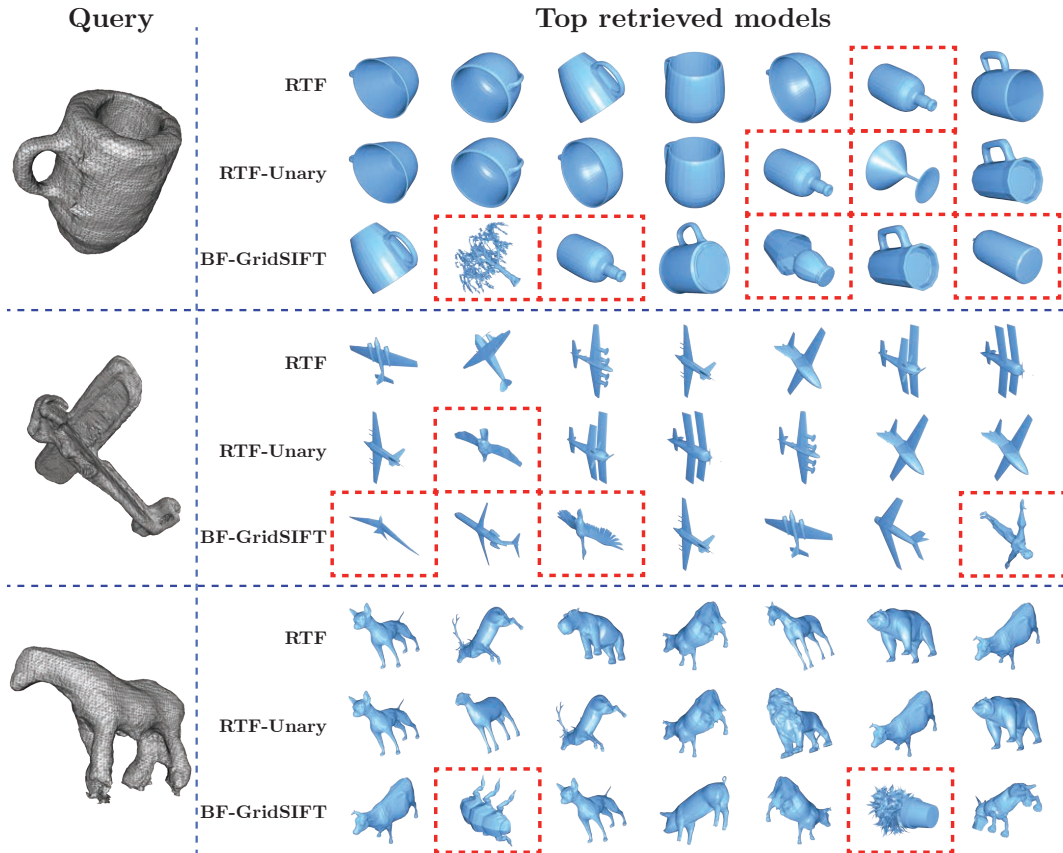 Query
Top retrieved models
RTF
RTF-Unary
BF-GridSIFT
RTF
RTF-Unary
BF-GridSIFT
RTF
RTF-Unary
BF-GridSIFT